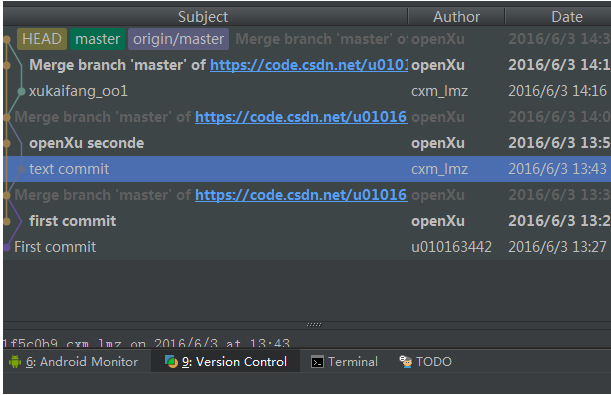 Subject Author Date
HEAD master origin/master Merge branch 'master' of openXu 2016/6/3 14:3
Merge branch 'master' of https://code.csdn.net/u010 openXu 2016/6/3 14:1
xukaifang_oo1 cxm_lmz 2016/6/3 14:16
Merge branch 'master' of https://code.csdn.net/u01016 openXu 2016/6/3 14:0
openXu seconde openXu 2016/6/3 13:5
text commit cxm_lmz 2016/6/3 13:43
Merge branch 'master' of https://code.csdn.net/u01016 openXu 2016/6/3 13:3
first commit openXu 2016/6/3 13:2
First commit u010163442 2016/6/3 13:27
1f5c0b9 cxm_lmz on 2016/6/3 at 13:43
6: Android Monitor 9: Version Control Terminal TODO